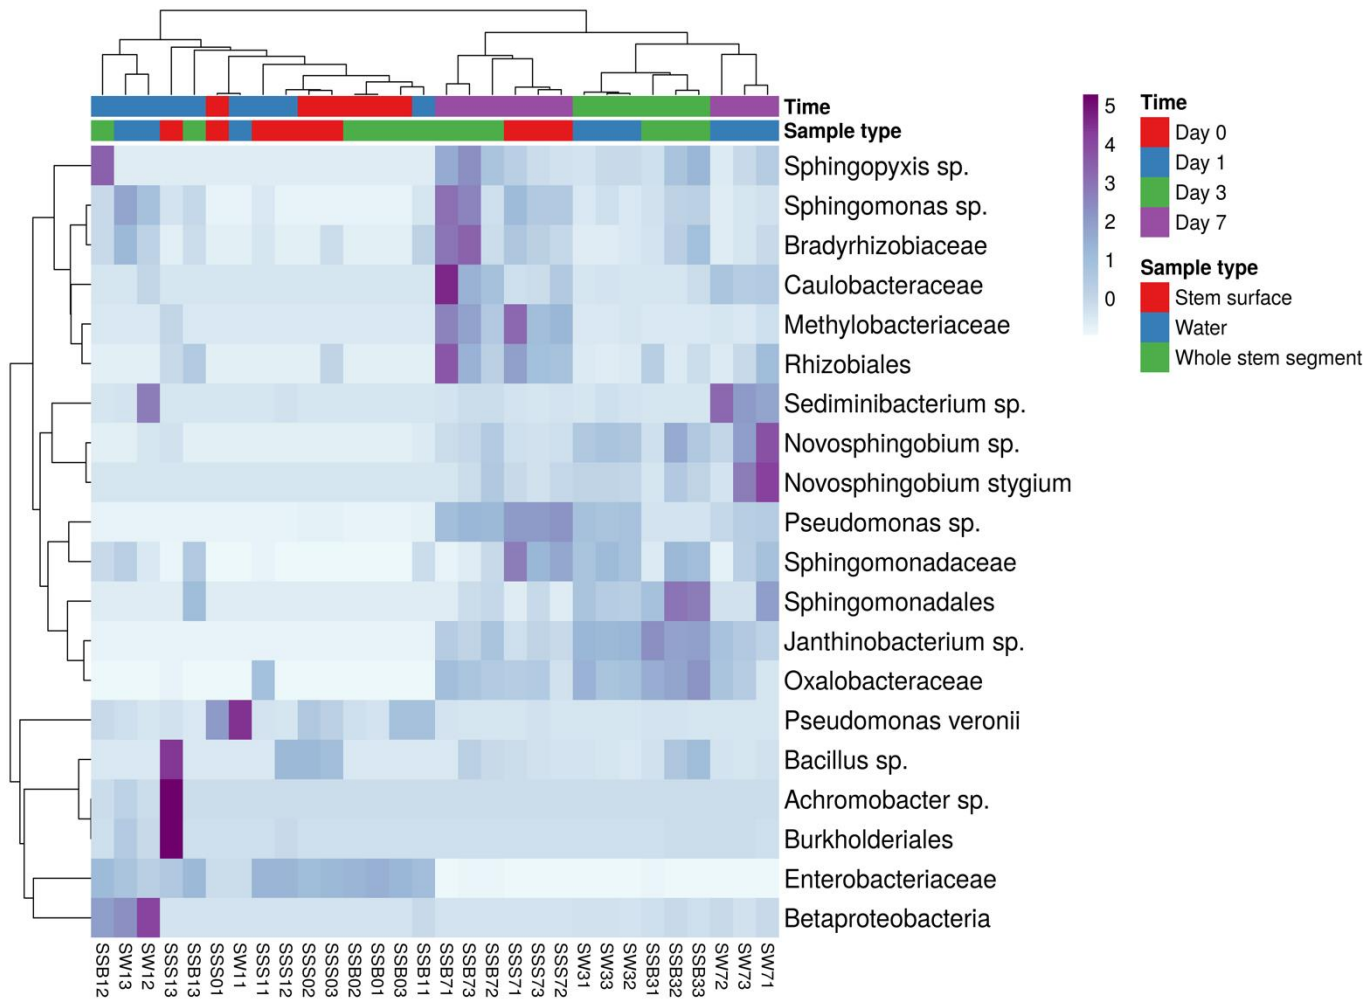 Time
Sample type
Sphingopyxis sp.
Sphingomonas sp.
Bradyrhizobiaceae
Caulobacteraceae
Methylobacteriaceae
Rhizobiales
Sediminibacterium sp.
Novosphingobium sp.
Novosphingobium stygium
Pseudomonas sp.
Sphingomonadaceae
Sphingomonadales
Janthinobacterium sp.
Oxalobacteraceae
Pseudomonas veronii
Bacillus sp.
Achromobacter sp.
Burkholderiales
Enterobacteriaceae
Betaproteobacteria
SSB12
SW13
SW12
SSS13
SSB13
SSS01
SW11
SSS11
SSS12
SSS02
SSS03
SSB02
SSB01
SSB03
SSB11
SSB71
SSB73
SSB72
SSS71
SSS73
SSS72
SW31
SW33
SW32
SSB31
SSB32
SSB33
SW72
SW73
SW71
5
4
3
2
1
0
Time
Day 0
Day 1
Day 3
Day 7
Sample type
Stem surface
Water
Whole stem segment